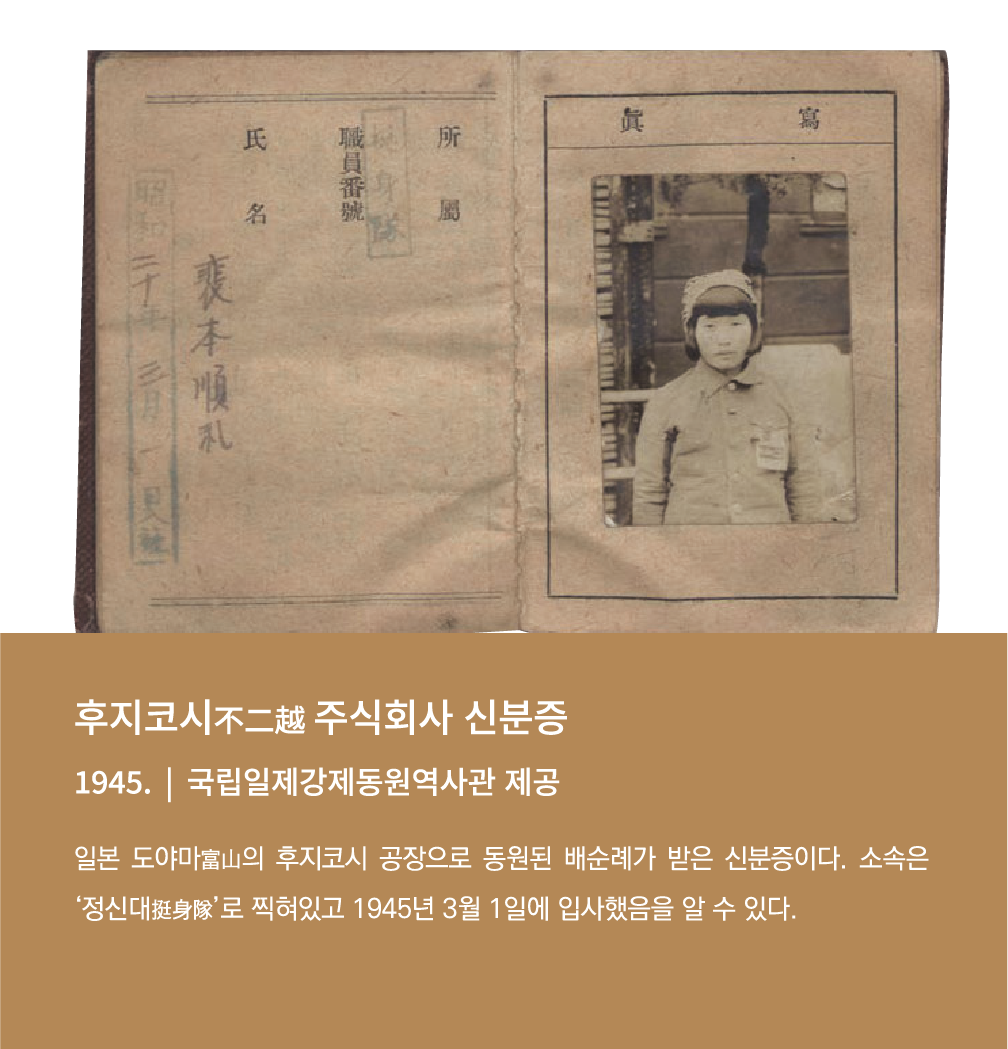 寫眞
所屬
挺身隊
職員番號
氏名
裵本順礼
昭和二十年三月一日入社
후지코시不二越 주식회사 신분증
1945. | 국립일제강제동원역사관 제공
일본 도야마富山의 후지코시 공장으로 동원된 배순례가 받은 신분증이다. 소속은
‘정신대挺身隊’로 찍혀있고 1945년 3월 1일에 입사했음을 알 수 있다.